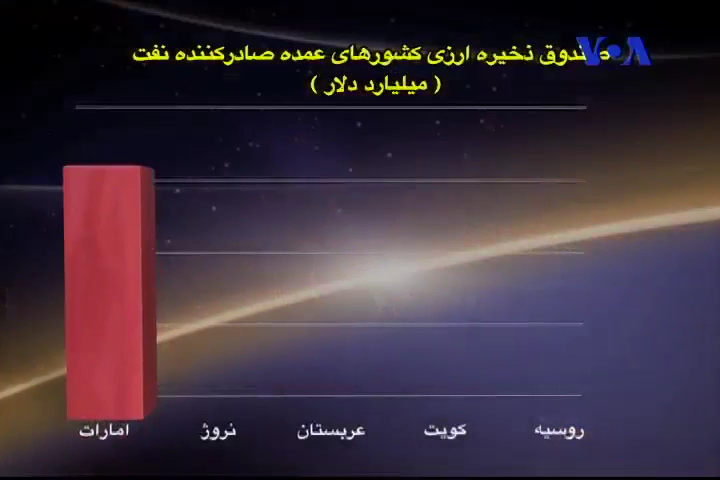 صندوق ذخیره ارزی کشورهای عمده صادرکننده نفت
( میلیارد دلار )
VOA
امارات نروژ عربستان کویت روسیه